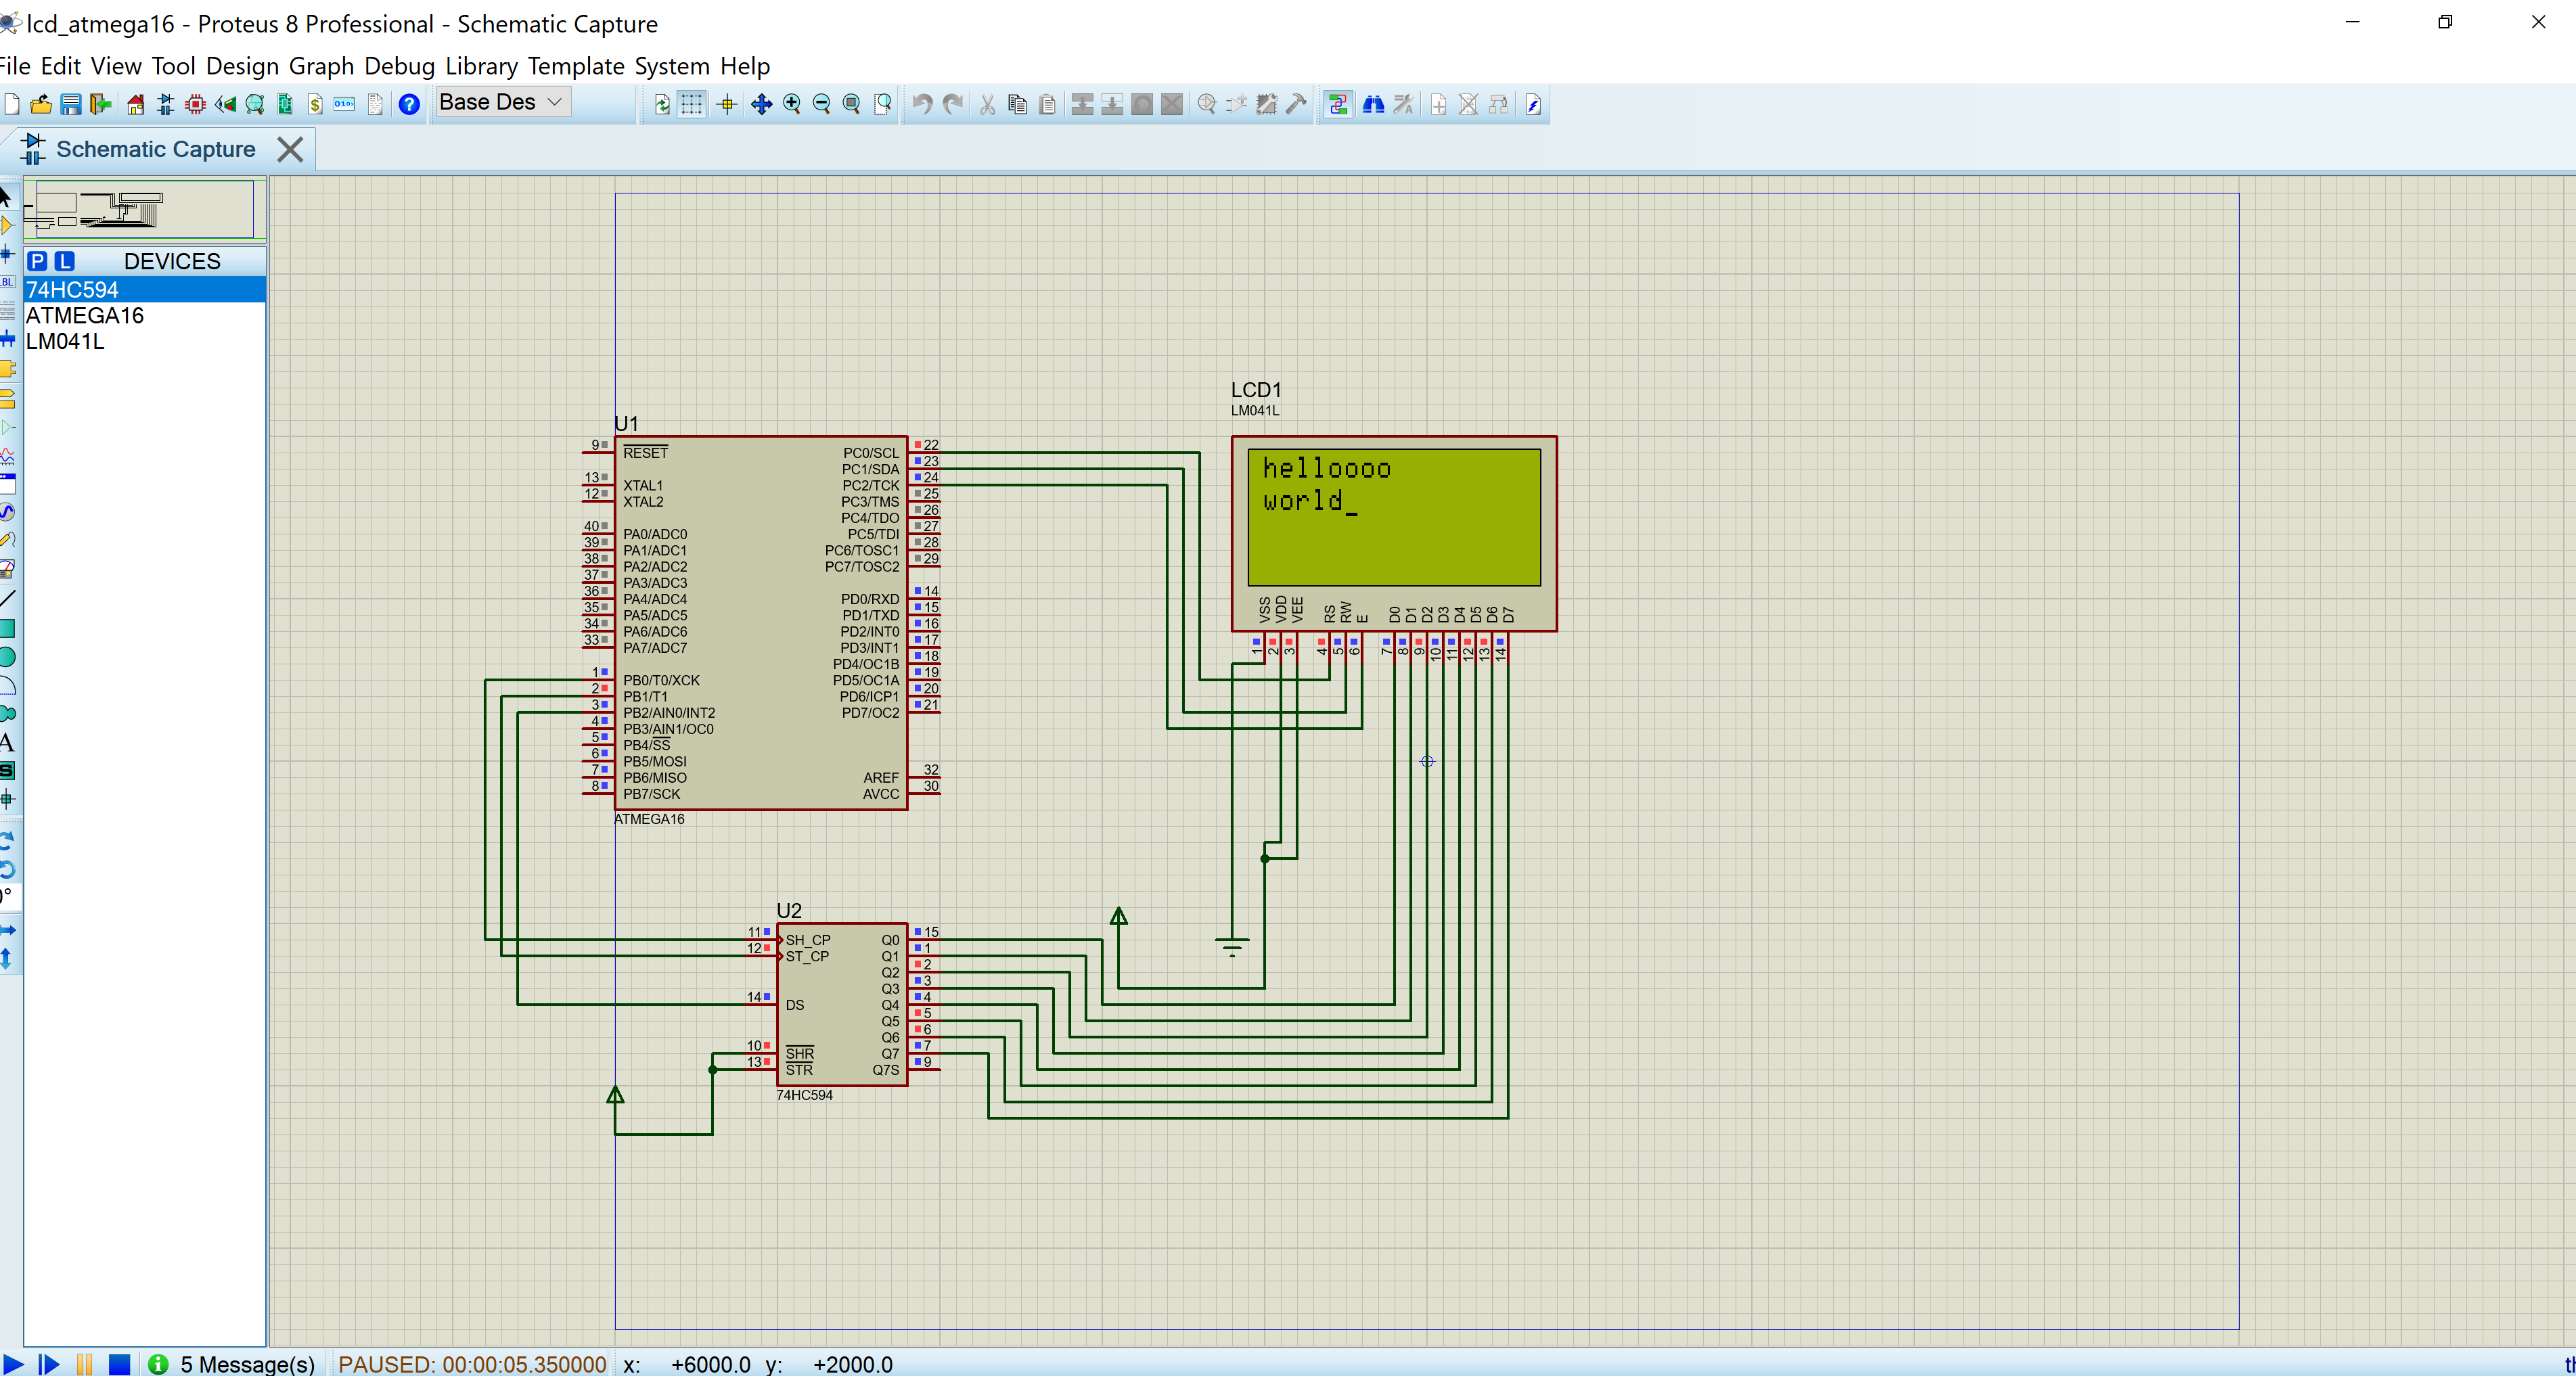 lcd_atmega16 - Proteus 8 Professional - Schematic Capture
File Edit View Tool Design Graph Debug Library Template System Help
Base Des
Schematic Capture
P L DEVICES
74HC594
ATMEGA16
LM041L
LBL
A
S
0°
U1
9 RESET
13 XTAL1
12 XTAL2
40 PA0/ADC0
39 PA1/ADC1
38 PA2/ADC2
37 PA3/ADC3
36 PA4/ADC4
35 PA5/ADC5
34 PA6/ADC6
33 PA7/ADC7
1 PB0/T0/XCK
2 PB1/T1
3 PB2/AIN0/INT2
4 PB3/AIN1/OC0
5 PB4/SS
6 PB5/MOSI
7 PB6/MISO
8 PB7/SCK
PC0/SCL 22
PC1/SDA 23
PC2/TCK 24
PC3/TMS 25
PC4/TDO 26
PC5/TDI 27
PC6/TOSC1 28
PC7/TOSC2 29
PD0/RXD 14
PD1/TXD 15
PD2/INT0 16
PD3/INT1 17
PD4/OC1B 18
PD5/OC1A 19
PD6/ICP1 20
PD7/OC2 21
AREF 32
AVCC 30
ATMEGA16
LCD1
LM041L
helloooo
world_
VSS VDD VEE RS RW E D0 D1 D2 D3 D4 D5 D6 D7
1 2 3 4 5 6 7 8 9 10 11 12 13 14
U2
11 SH_CP
12 ST_CP
14 DS
10 SHR
13 STR
Q0 15
Q1 1
Q2 2
Q3 3
Q4 4
Q5 5
Q6 6
Q7 7
Q7S 9
74HC594
5 Message(s) PAUSED: 00:00:05.350000 x: +6000.0 y: +2000.0 th